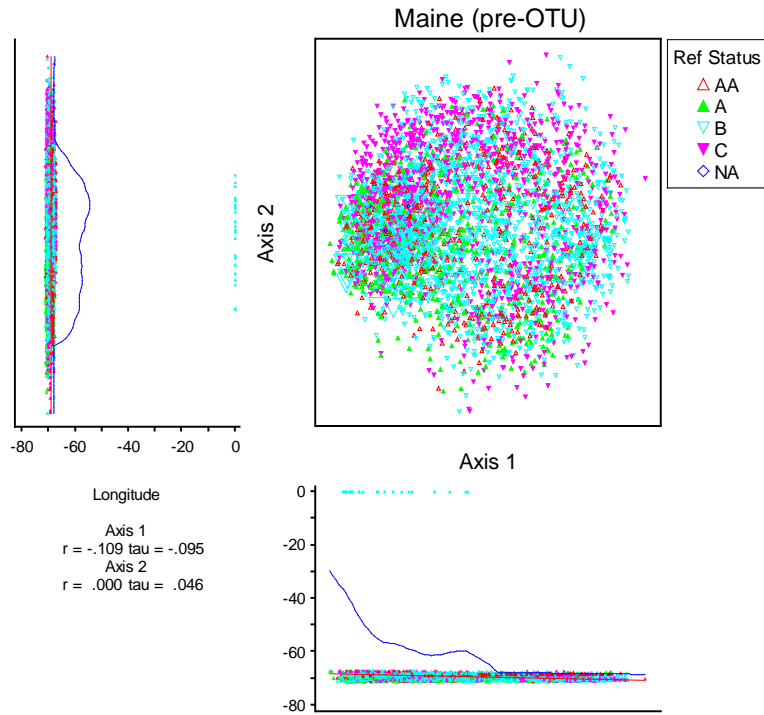 Maine (pre-OTU)
Ref Status
AA
A
B
C
NA
Axis 2
-80 -60 -40 -20 0
Axis 1
Longitude
Axis 1
r = -.109 tau = -.095
Axis 2
r = .000 tau = .046
0
-20
-40
-60
-80